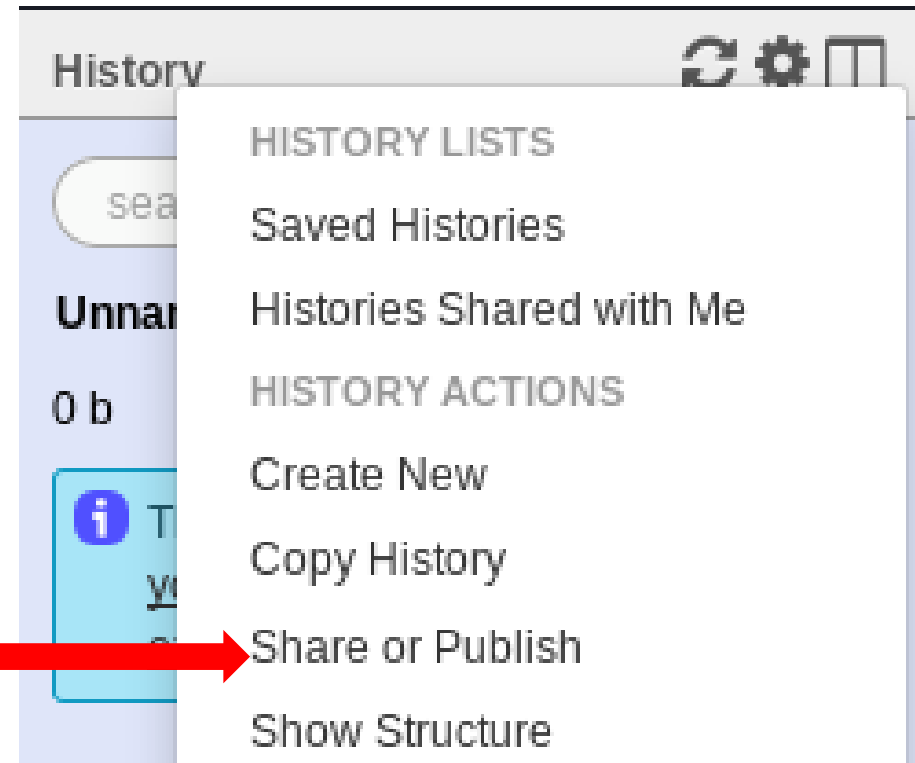 History
HISTORY LISTS
sea
Saved Histories
Unnar
Histories Shared with Me
HISTORY ACTIONS
0 b
Create New
Copy History
Share or Publish
Show Structure